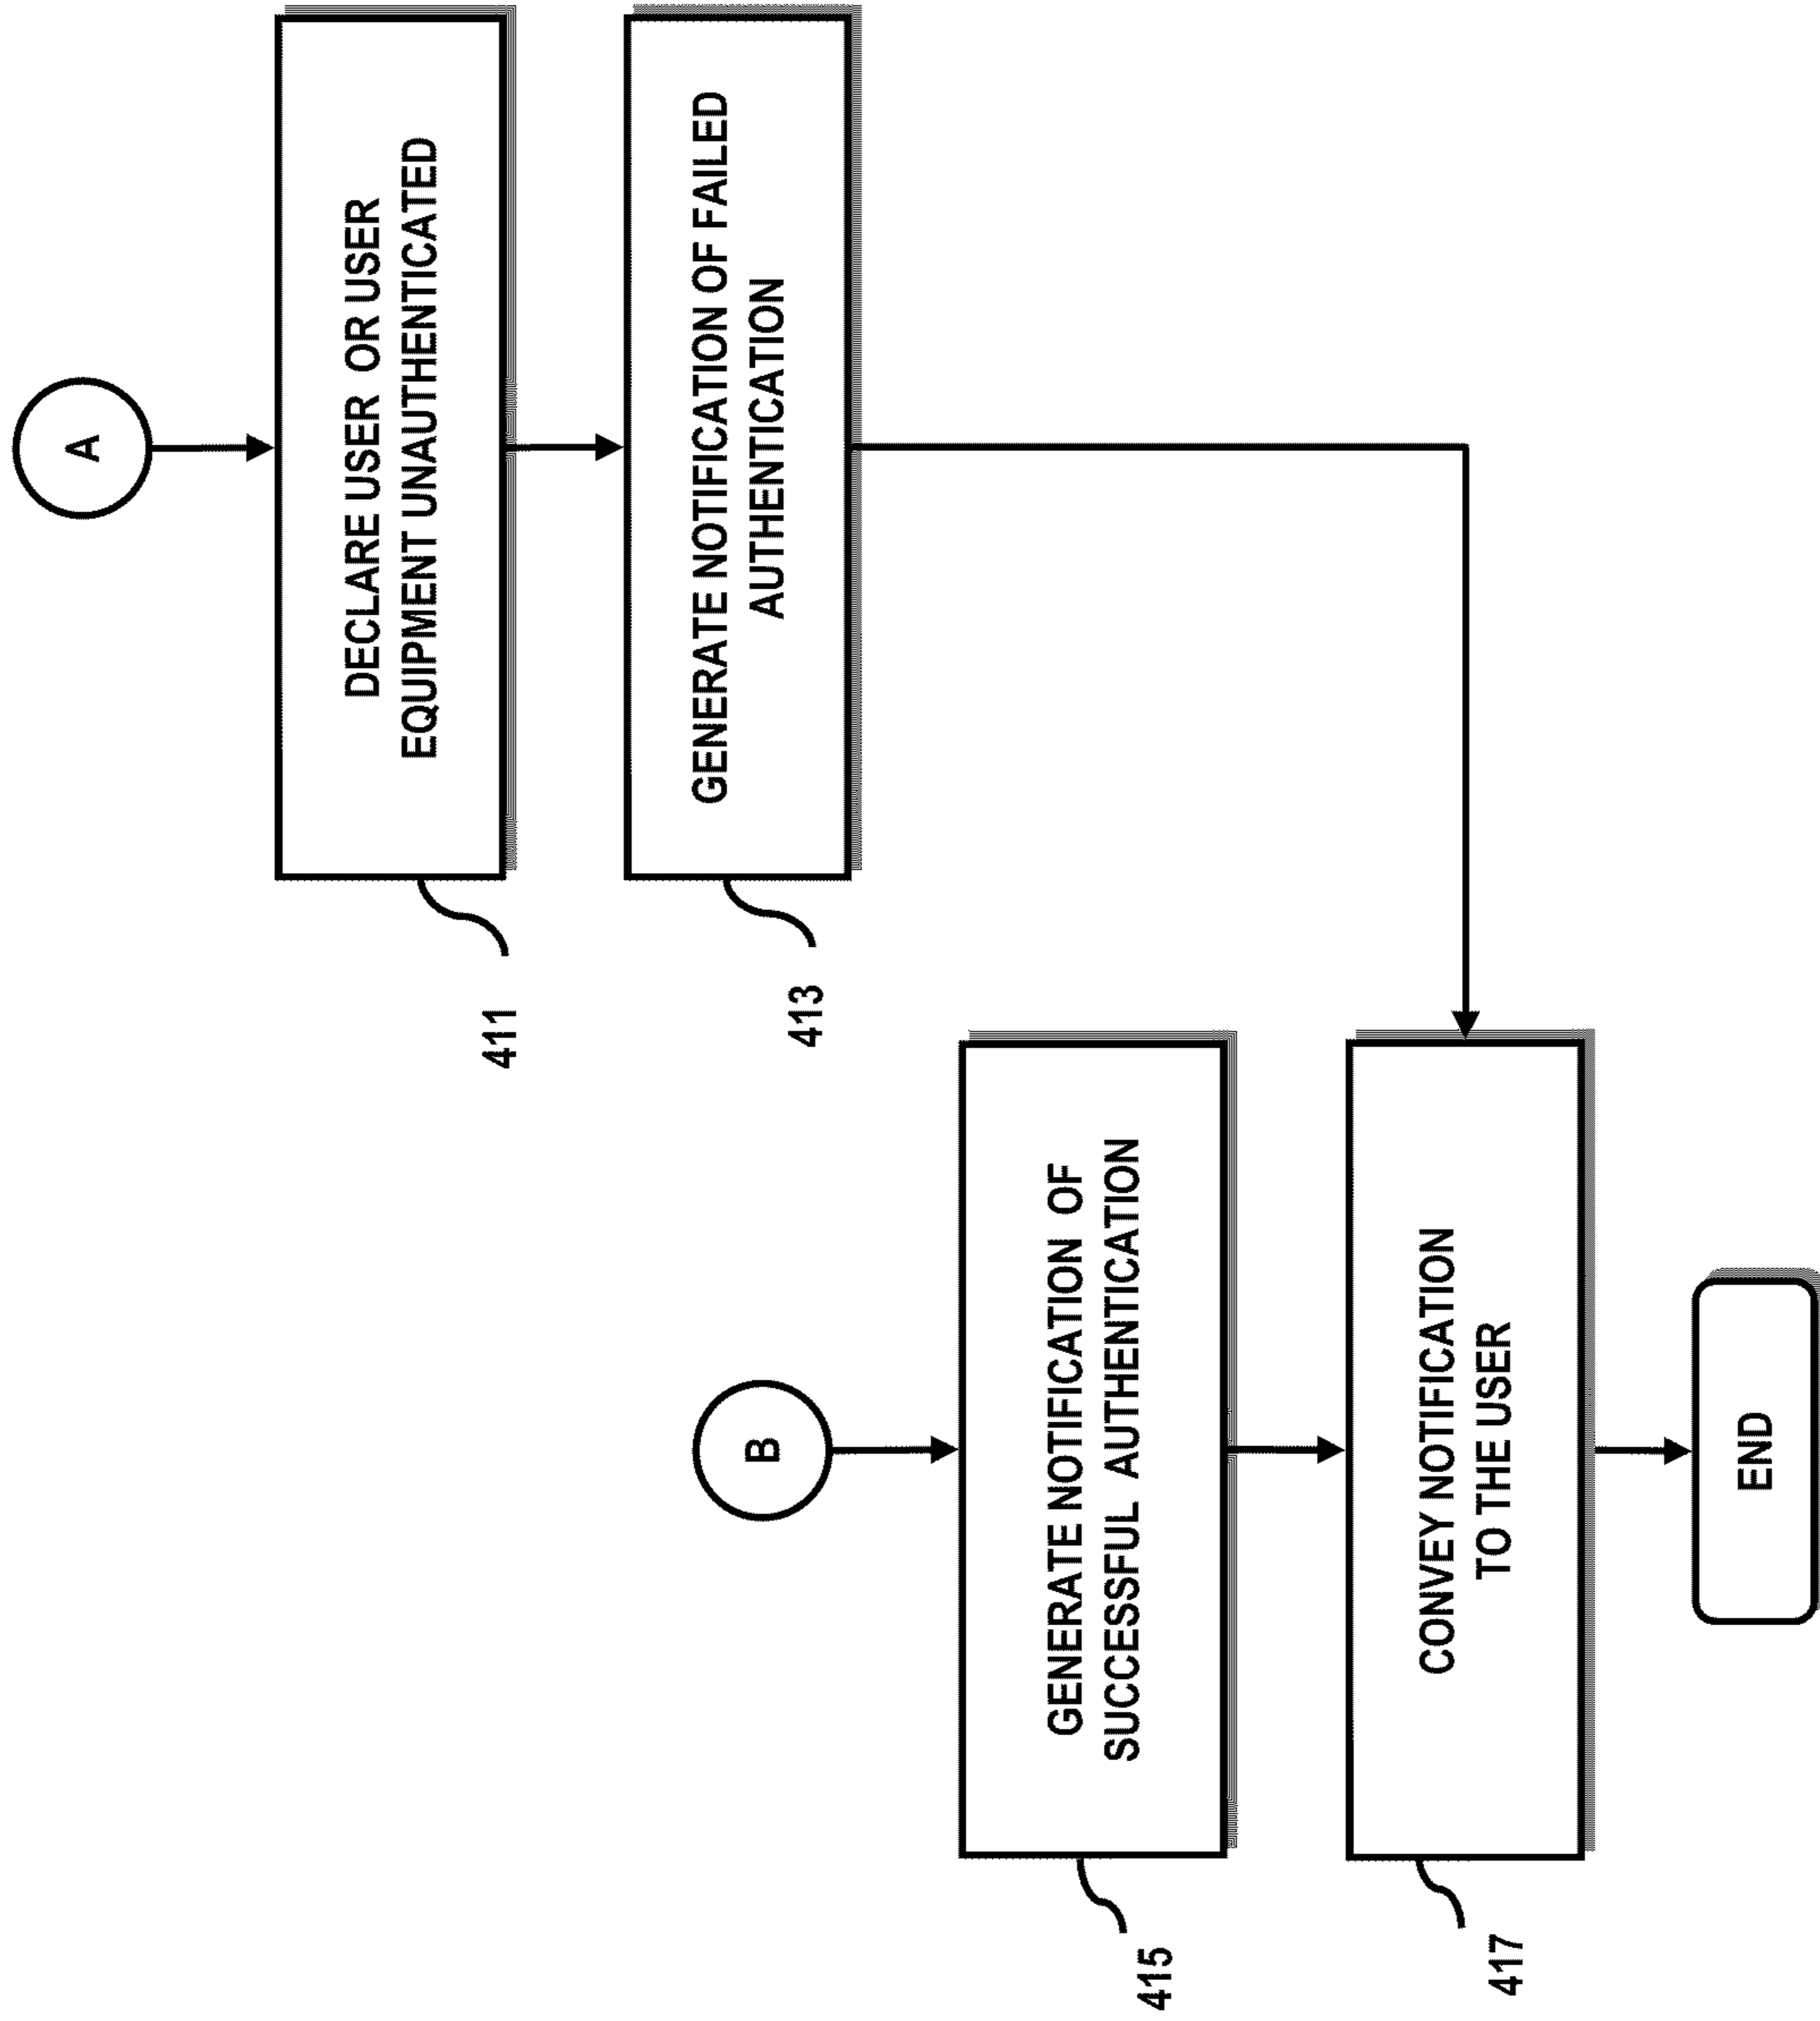 A
DECLARE USER OR USER
EQUIPMENT UNAUTHENTICATED
411
GENERATE NOTIFICATION OF FAILED
AUTHENTICATION
413
B
GENERATE NOTIFICATION OF
SUCCESSFUL AUTHENTICATION
415
CONVEY NOTIFICATION
TO THE USER
417
END